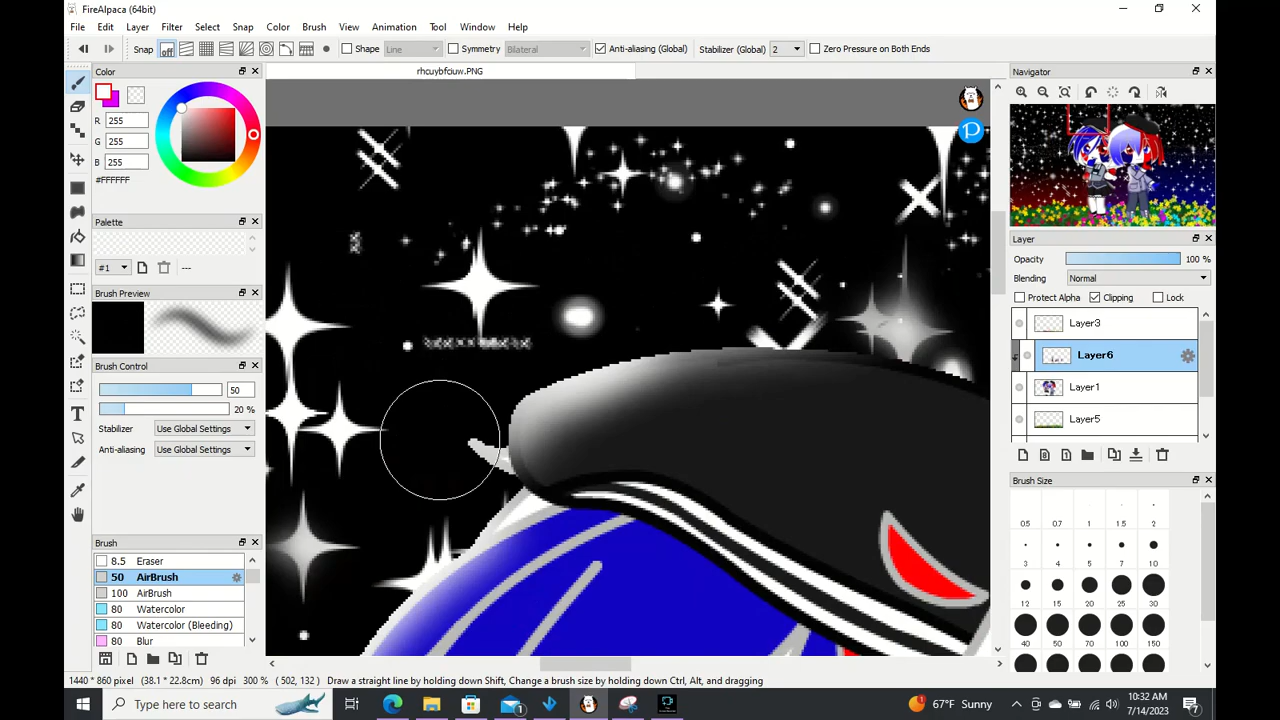 FireAlpaca (64bit)
File Edit Layer Filter Select Snap Color Brush View Animation Tool Window Help
Snap off Shape Line Symmetry Bilateral Anti-aliasing (Global) Stabilizer (Global) 2 Zero Pressure on Both Ends
Color
rhcuybfciuw.PNG
Navigator
R 255
G 255
B 255
#FFFFFF
Palette
#1 ---
Brush Preview
Brush Control
50
20 %
Stabilizer Use Global Settings
Anti-aliasing Use Global Settings
Brush
8.5 Eraser
50 AirBrush
100 AirBrush
80 Watercolor
80 Watercolor (Bleeding)
80 Blur
Layer
Opacity 100 %
Blending Normal
Protect Alpha Clipping Lock
Layer3
Layer6
Layer1
Layer5
Brush Size
0.5 0.7 1 1.5 2
3 4 5 7 10
12 15 20 25 30
40 50 70 100 150
1440 * 860 pixel (38.1 * 22.8cm) 96 dpi 300 % ( 502, 132 ) Draw a straight line by holding down Shift, Change a brush size by holding down Ctrl, Alt, and dragging
Type here to search
1
67°F Sunny
10:32 AM
7/14/2023
7